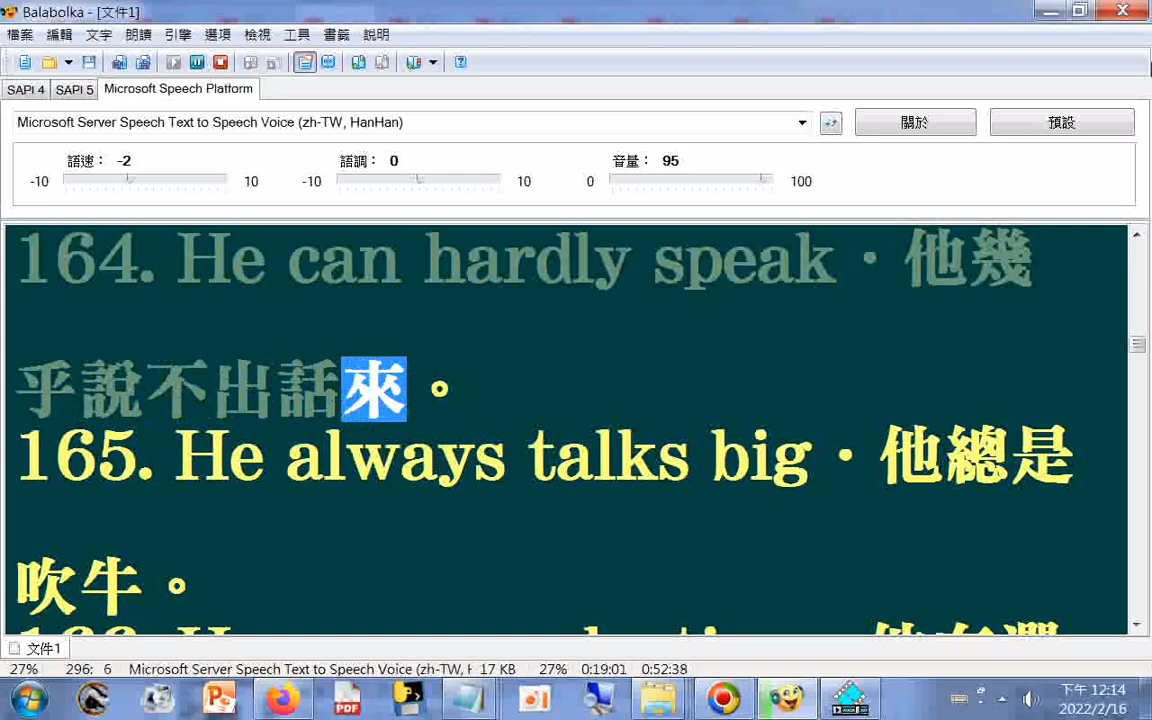 Balabolka - [文件1]
檔案 編輯 文字 朗讀 引擎 選項 檢視 工具 書籤 說明
SAPI 4 SAPI 5 Microsoft Speech Platform
Microsoft Server Speech Text to Speech Voice (zh-TW, HanHan) 關於 預設
語速： -2 語調： 0 音量： 95
-10 10 -10 10 0 100
164. He can hardly speak．他幾
乎說不出話來。
165. He always talks big．他總是
吹牛。
文件1
27% 296: 6 Microsoft Server Speech Text to Speech Voice (zh-TW, H 17 KB 27% 0:19:01 0:52:38
PDF
下午 12:14
2022/2/16